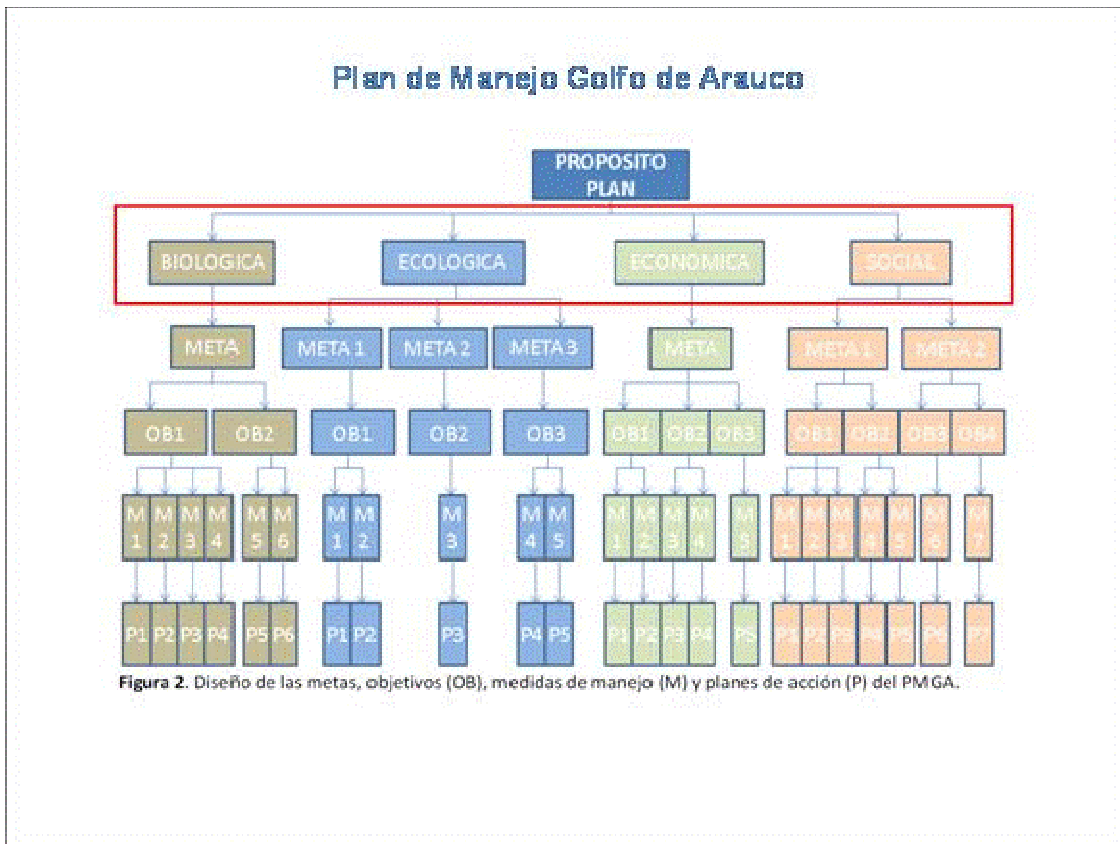 Plan de Manejo Golfo de Arauco
PROPOSITO
PLAN
BIOLOGICA ECOLOGICA ECONOMICA SOCIAL
META META 1 META 2 META 3 META META 1 META 2
OB1 OB2 OB1 OB2 OB3 OB1 OB2 OB3 OB1 OB2 OB3 OB4
M M M M M M M M M M M M M M M M M M M M M M M
1 2 3 4 5 6 1 2 3 4 5 1 2 3 4 5 1 2 3 4 5 6 7
P1 P2 P3 P4 P5 P6 P1 P2 P3 P4 P5 P1 P2 P3 P4 P5 P1 P2 P3 P4 P5 P6 P7
Figura 2. Diseño de las metas, objetivos (OB), medidas de manejo (M) y planes de acción (P) del PMGA.